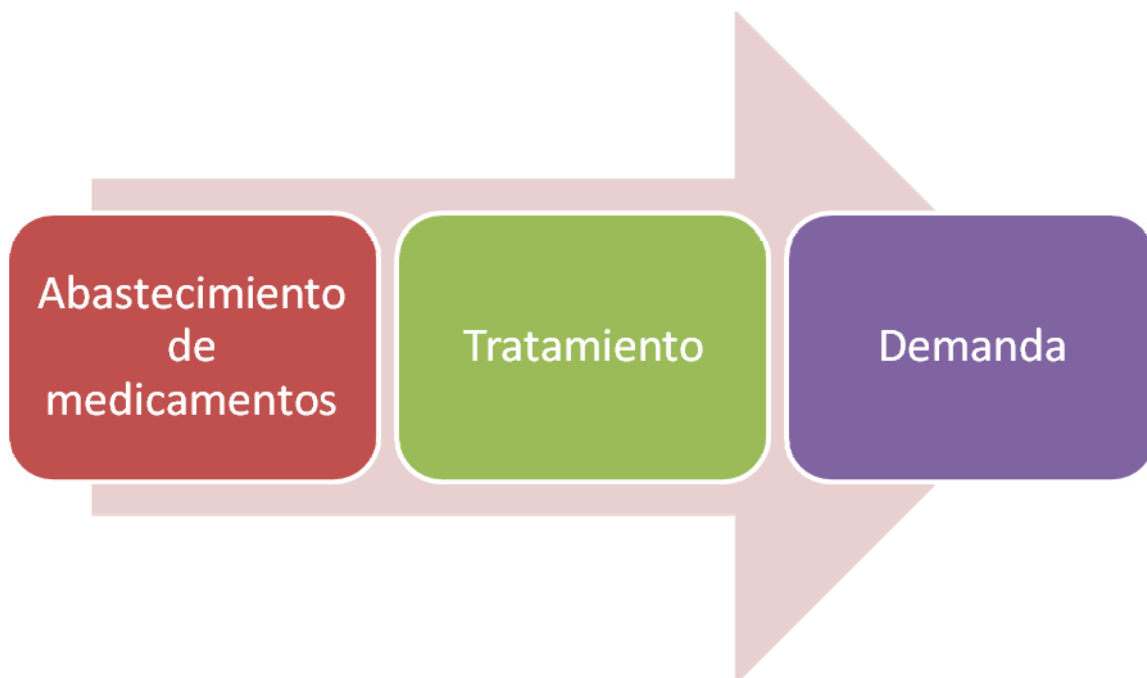 Abastecimiento
de
medicamentos
Tratamiento
Demanda